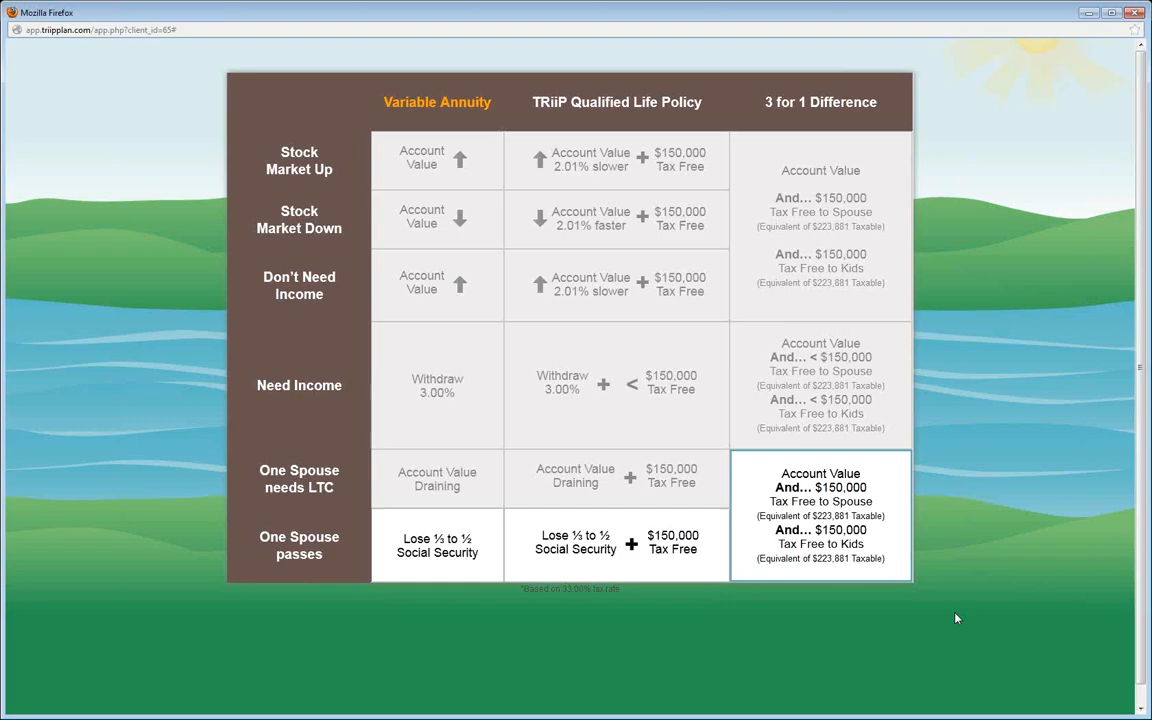 Mozilla Firefox
app.triipplan.com/app.php?client_id=65#
Variable Annuity
TRiiP Qualified Life Policy
3 for 1 Difference
Stock
Market Up
Account
Value
Account Value
2.01% slower
$150,000
Tax Free
Account Value
And... $150,000
Tax Free to Spouse
(Equivalent of $223,881 Taxable)
And... $150,000
Tax Free to Kids
(Equivalent of $223,881 Taxable)
Stock
Market Down
Account
Value
Account Value
2.01% faster
$150,000
Tax Free
Don't Need
Income
Account
Value
Account Value
2.01% slower
$150,000
Tax Free
Need Income
Withdraw
3.00%
Withdraw
3.00%
+ < $150,000
Tax Free
Account Value
And... < $150,000
Tax Free to Spouse
(Equivalent of $223,881 Taxable)
And... < $150,000
Tax Free to Kids
(Equivalent of $223,881 Taxable)
One Spouse
needs LTC
Account Value
Draining
Account Value
Draining
+ $150,000
Tax Free
Account Value
And... $150,000
Tax Free to Spouse
(Equivalent of $223,881 Taxable)
And... $150,000
Tax Free to Kids
(Equivalent of $223,881 Taxable)
One Spouse
passes
Lose ⅓ to ½
Social Security
Lose ⅓ to ½
Social Security
+ $150,000
Tax Free
*Based on 33.00% tax rate